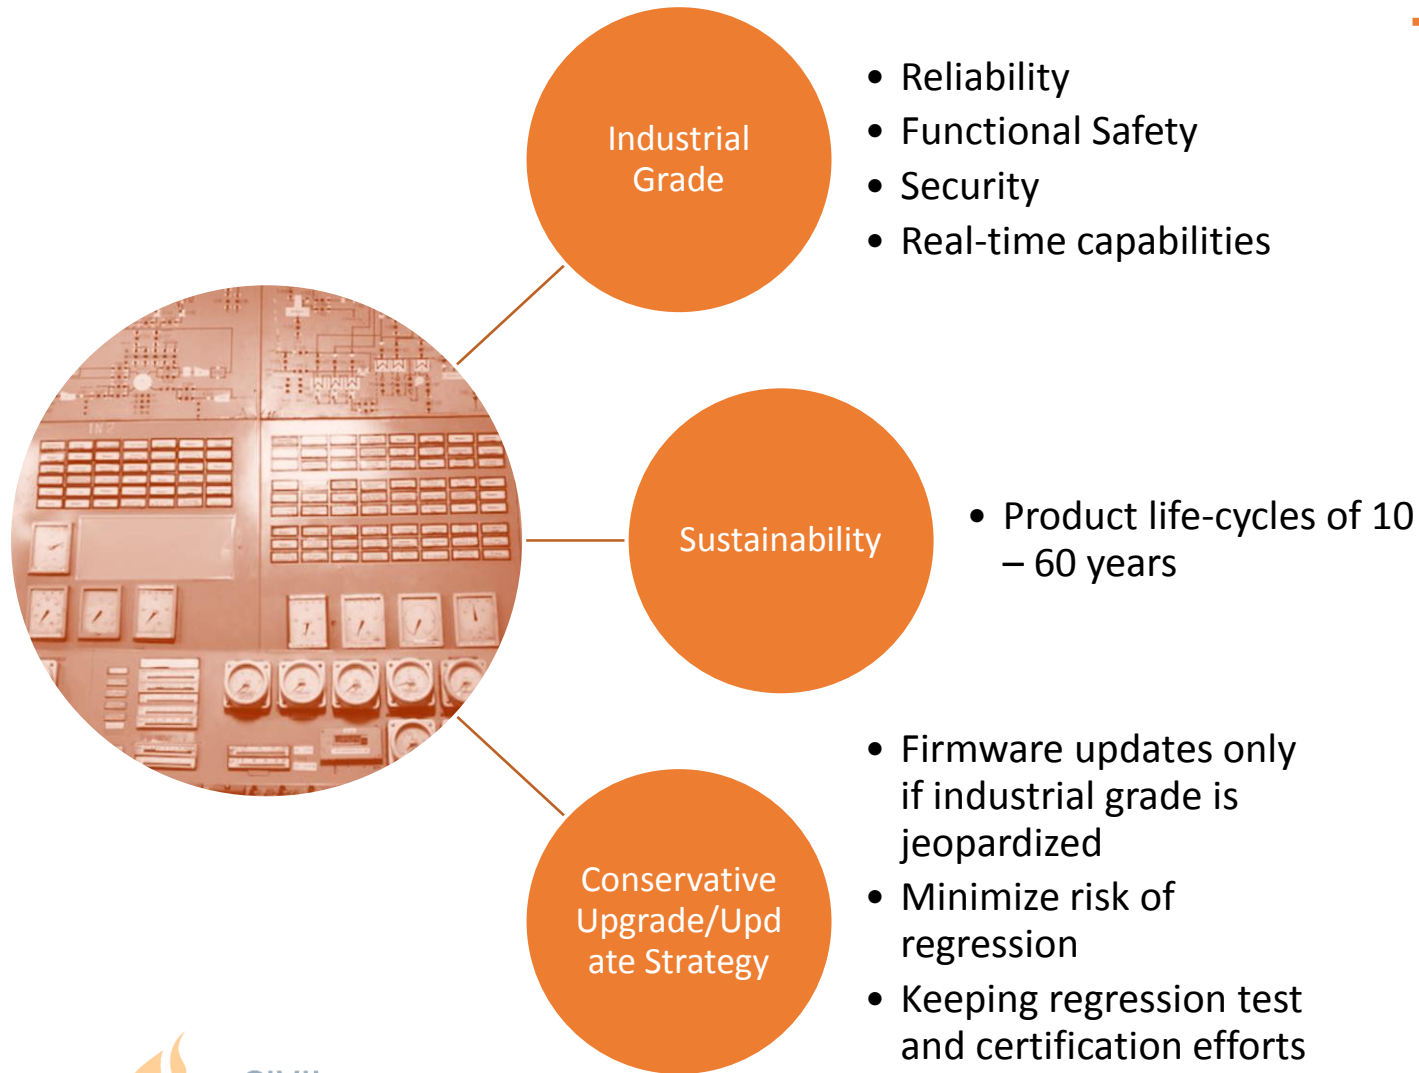 Industrial
Grade
• Reliability
• Functional Safety
• Security
• Real-time capabilities
IN 2
Sustainability
• Product life-cycles of 10
– 60 years
Conservative
Upgrade/Upd
ate Strategy
• Firmware updates only
if industrial grade is
jeopardized
• Minimize risk of
regression
• Keeping regression test
and certification efforts